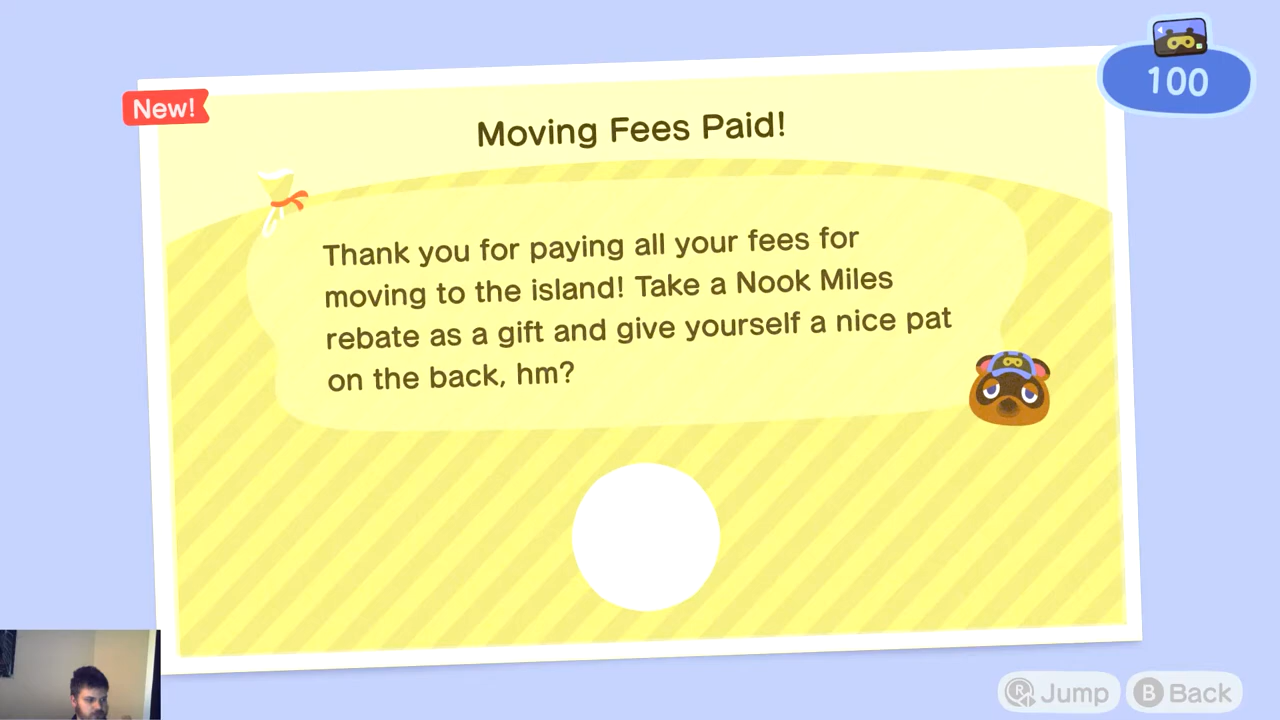 100
New!
Moving Fees Paid!
Thank you for paying all your fees for
moving to the island! Take a Nook Miles
rebate as a gift and give yourself a nice pat
on the back, hm?
R Jump B Back